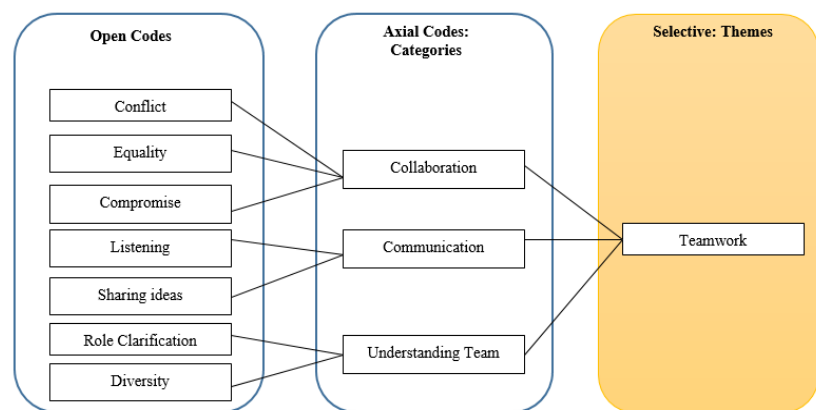 Open Codes
Conflict
Equality
Compromise
Listening
Sharing ideas
Role Clarification
Diversity
Axial Codes:
Categories
Collaboration
Communication
Understanding Team
Selective: Themes
Teamwork